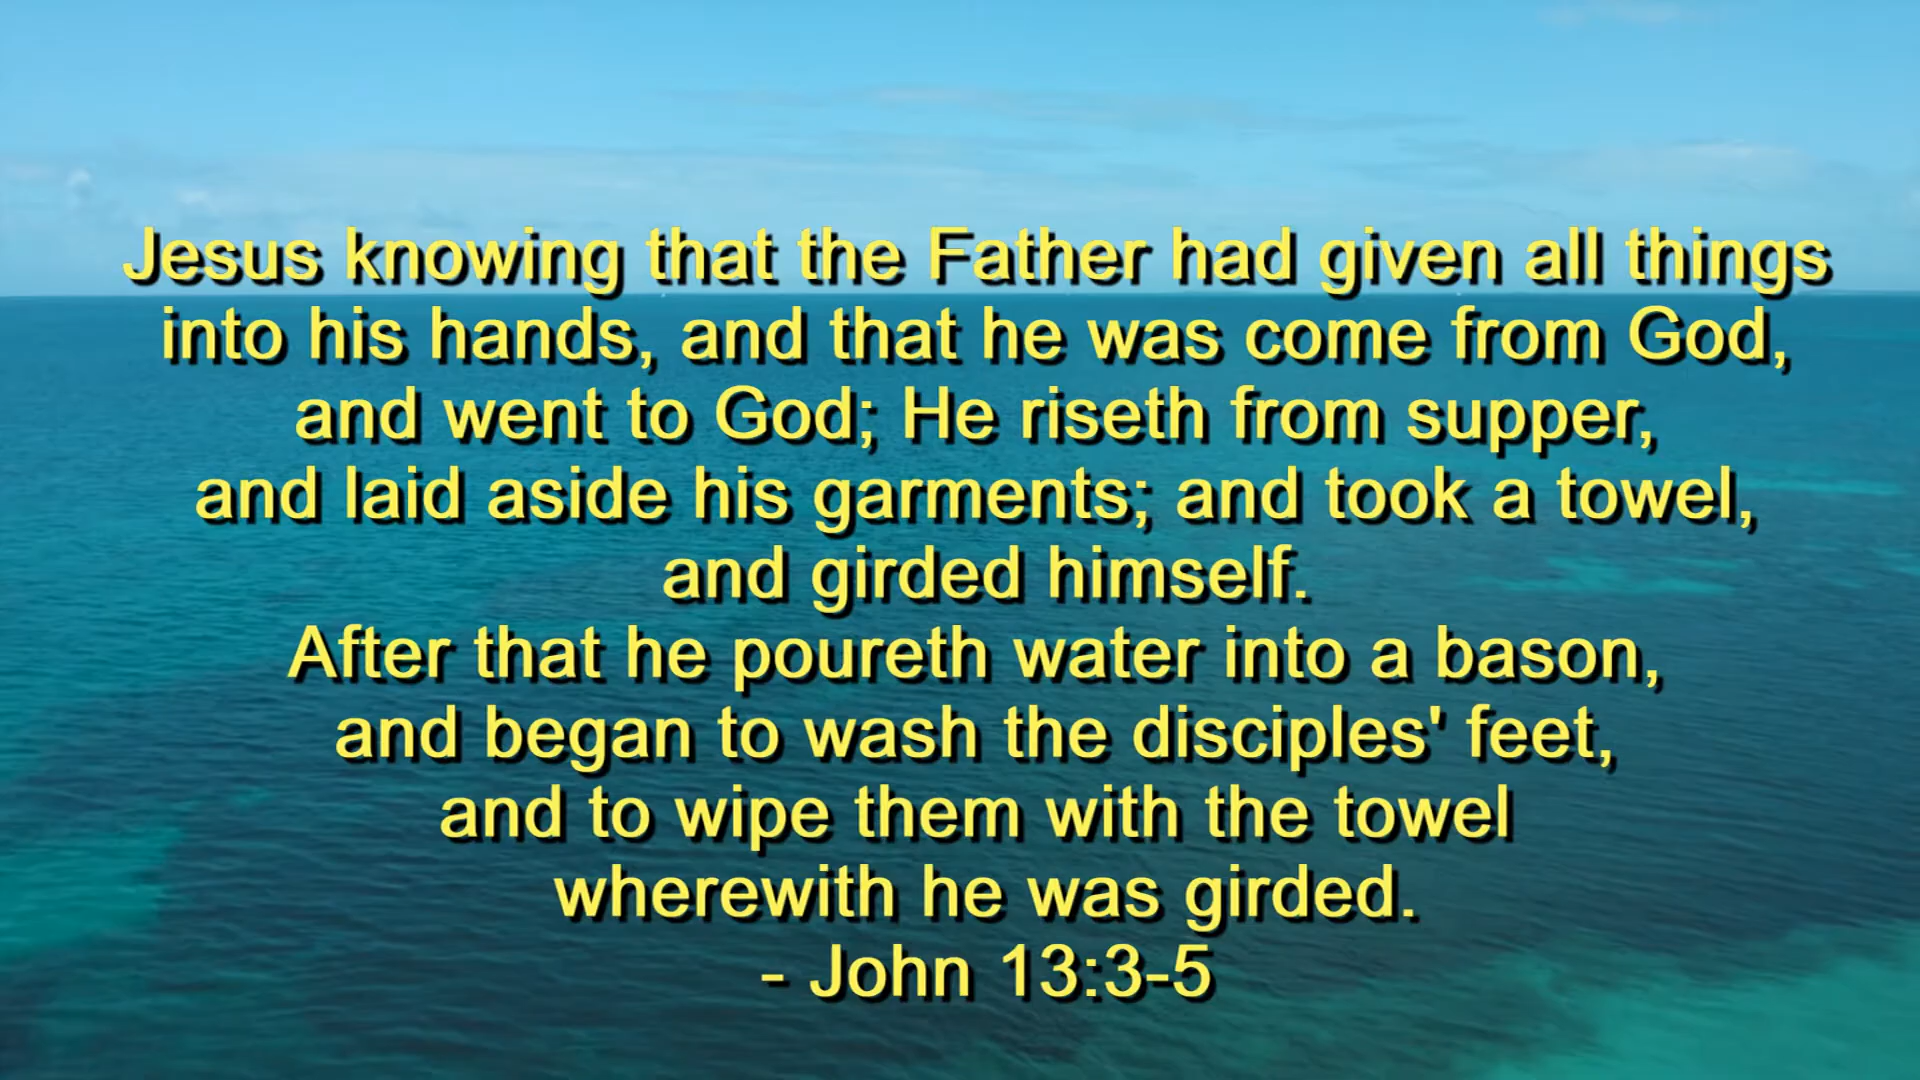 Jesus knowing that the Father had given all things
into his hands, and that he was come from God,
and went to God; He riseth from supper,
and laid aside his garments; and took a towel,
and girded himself.
After that he poureth water into a bason,
and began to wash the disciples' feet,
and to wipe them with the towel
wherewith he was girded.
- John 13:3-5